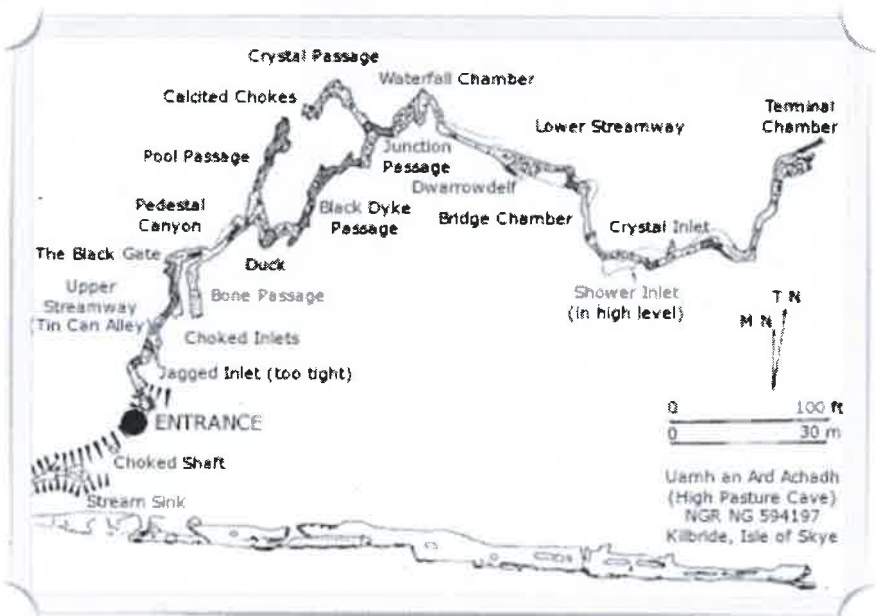 Crystal Passage
Waterfall Chamber
Calcited Chokes
Lower Streamway
Terminal
Chamber
Junction
Passage
Pool Passage
Dwarrowdelf
Pedestal
Canyon
Black Dyke
Passage
Bridge Chamber
Crystal Inlet
The Black Gate
Duck
Upper
Streamway
(Tin Can Alley)
Bone Passage
Shower Inlet
(in high level)
T N
M N
Choked Inlets
Jagged Inlet (too tight)
ENTRANCE
0 100 ft
0 30 m
Choked Shaft
Stream Sink
Uamh an Ard Achadh
(High Pasture Cave)
NGR NG 594197
Kilbride, Isle of Skye